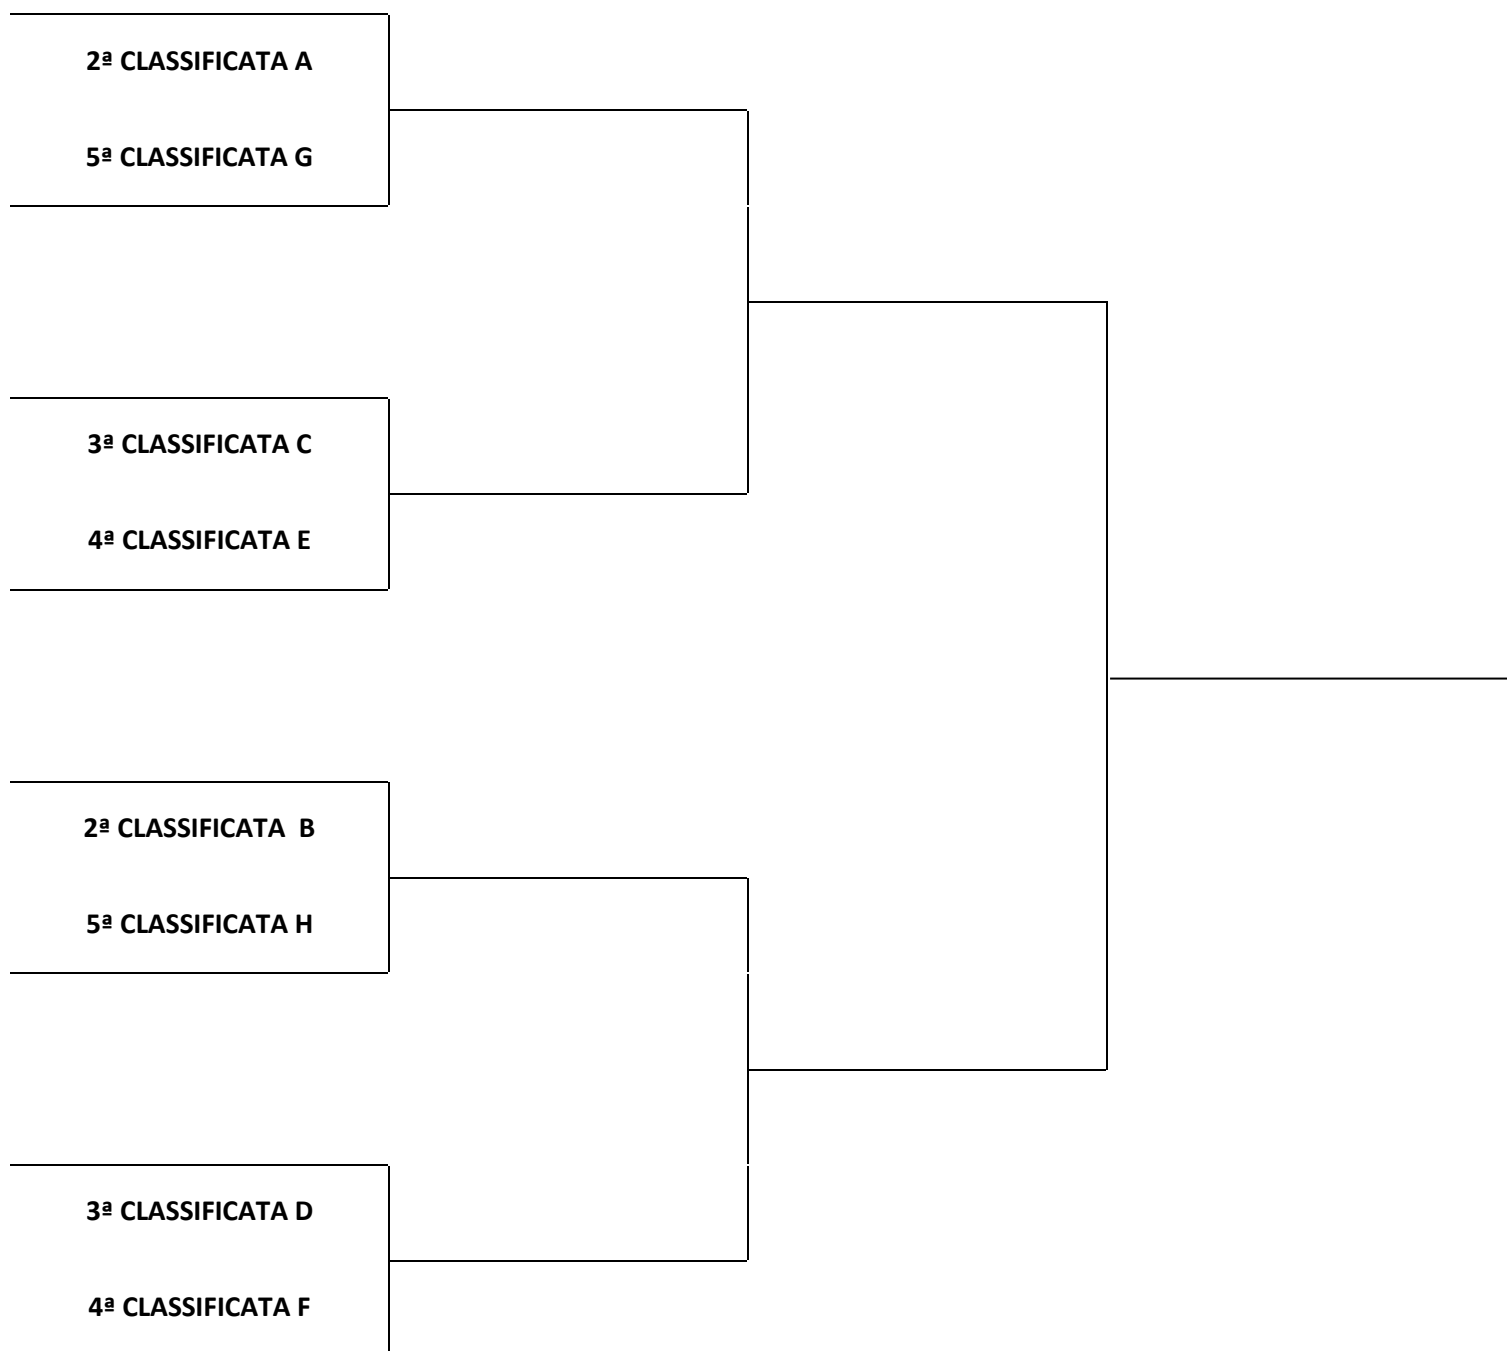 2ª CLASSIFICATA A
5ª CLASSIFICATA G
3ª CLASSIFICATA C
4ª CLASSIFICATA E
2ª CLASSIFICATA  B
5ª CLASSIFICATA H
3ª CLASSIFICATA D
4ª CLASSIFICATA F